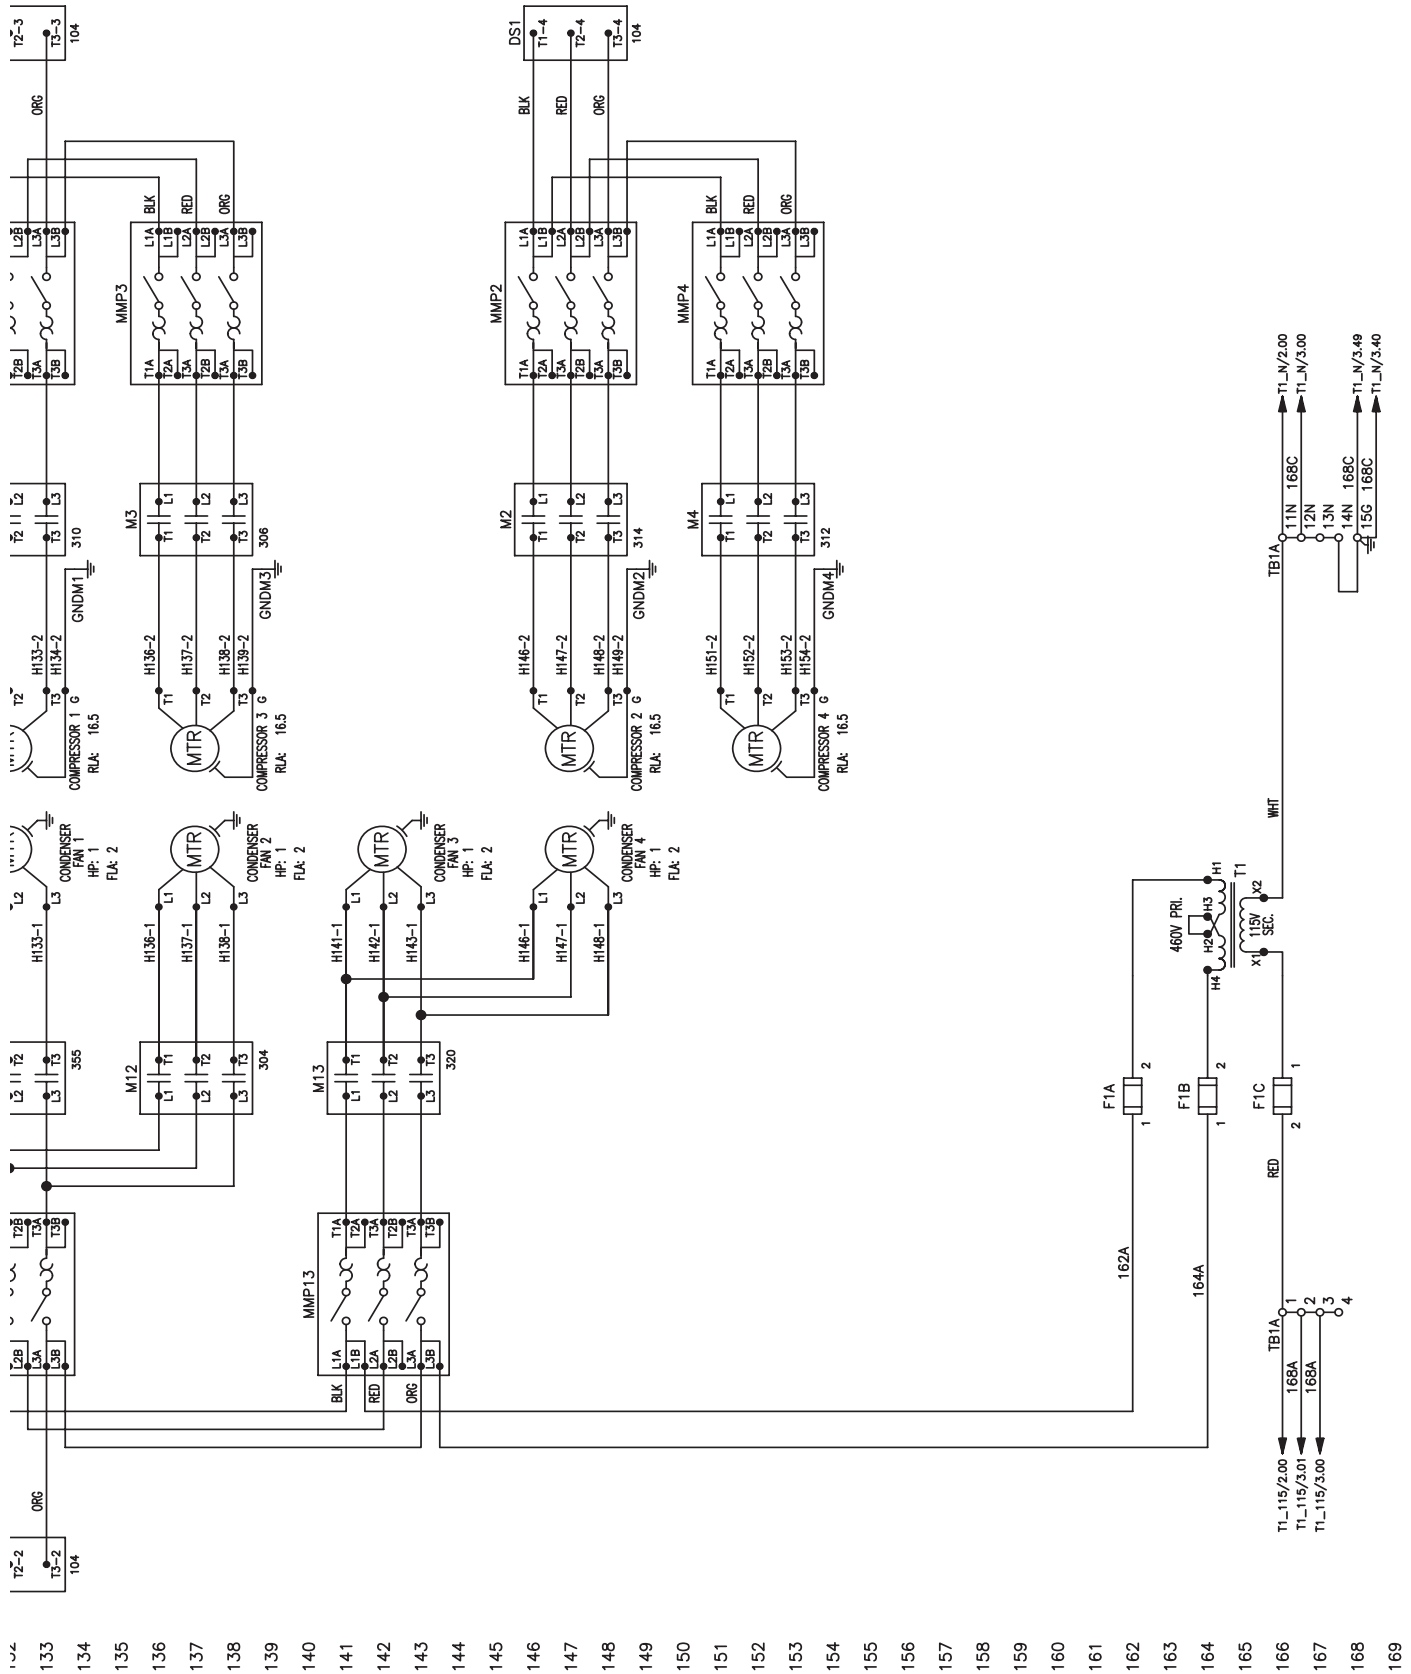 T2-3
T3-3
104
ORG
L2B
L3A
L3B
T2B
T3A
T3B
L2
L3
T2
T3
310
GNDM1
H133-2
H134-2
T2
T3
G
COMPRESSOR 1
RLA: 16.5
BLK
RED
ORG
MMP3
L1A
L1B
L2A
L2B
L3A
L3B
T1A
T2A
T3A
T2B
T3A
T3B
M3
L1
L2
L3
T1
T2
T3
306
GNDM3
H136-2
H137-2
H138-2
H139-2
T1
T2
T3
G
MTR
COMPRESSOR 3
RLA: 16.5
DS1
T1-4
T2-4
T3-4
104
BLK
RED
ORG
MMP2
L1A
L1B
L2A
L2B
L3A
L3B
T1A
T2A
T3A
T2B
T3A
T3B
M2
L1
L2
L3
T1
T2
T3
314
GNDM2
H146-2
H147-2
H148-2
H149-2
T1
T2
T3
G
MTR
COMPRESSOR 2
RLA: 16.5
BLK
RED
ORG
MMP4
L1A
L1B
L2A
L2B
L3A
L3B
T1A
T2A
T3A
T2B
T3A
T3B
M4
L1
L2
L3
T1
T2
T3
312
GNDM4
H151-2
H152-2
H153-2
H154-2
T1
T2
T3
G
MTR
COMPRESSOR 4
RLA: 16.5
MTR
CONDENSER
FAN 1
HP: 1
FLA: 2
L2
L3
H133-1
T2
T3
L2
L3
355
T2B
T3A
T3B
L2B
L3A
L3B
ORG
T2-2
T3-2
104
MTR
CONDENSER
FAN 2
HP: 1
FLA: 2
L1
L2
L3
H136-1
H137-1
H138-1
M12
T1
T2
T3
L1
L2
L3
304
MTR
CONDENSER
FAN 3
HP: 1
FLA: 2
L1
L2
L3
H141-1
H142-1
H143-1
M13
T1
T2
T3
L1
L2
L3
320
MMP13
T1A
T2A
T3A
T2B
T3A
T3B
L1A
L1B
L2A
L2B
L3A
L3B
BLK
RED
ORG
MTR
CONDENSER
FAN 4
HP: 1
FLA: 2
L1
L2
L3
H146-1
H147-1
H148-1
T1_N/2.00
T1_N/3.00
T1_N/3.49
T1_N/3.40
168C
168C
168C
TB1A
11N
12N
13N
14N
15G
WHT
460V PRI.
H1
H3
H2
H4
T1
X2
115V
SEC.
X1
F1A
2
1
F1B
2
1
F1C
1
2
RED
162A
164A
TB1A
1
2
3
4
168A
168A
T1_115/2.00
T1_115/3.01
T1_115/3.00
133
134
135
136
137
138
139
140
141
142
143
144
145
146
147
148
149
150
151
152
153
154
155
156
157
158
159
160
161
162
163
164
165
166
167
168
169